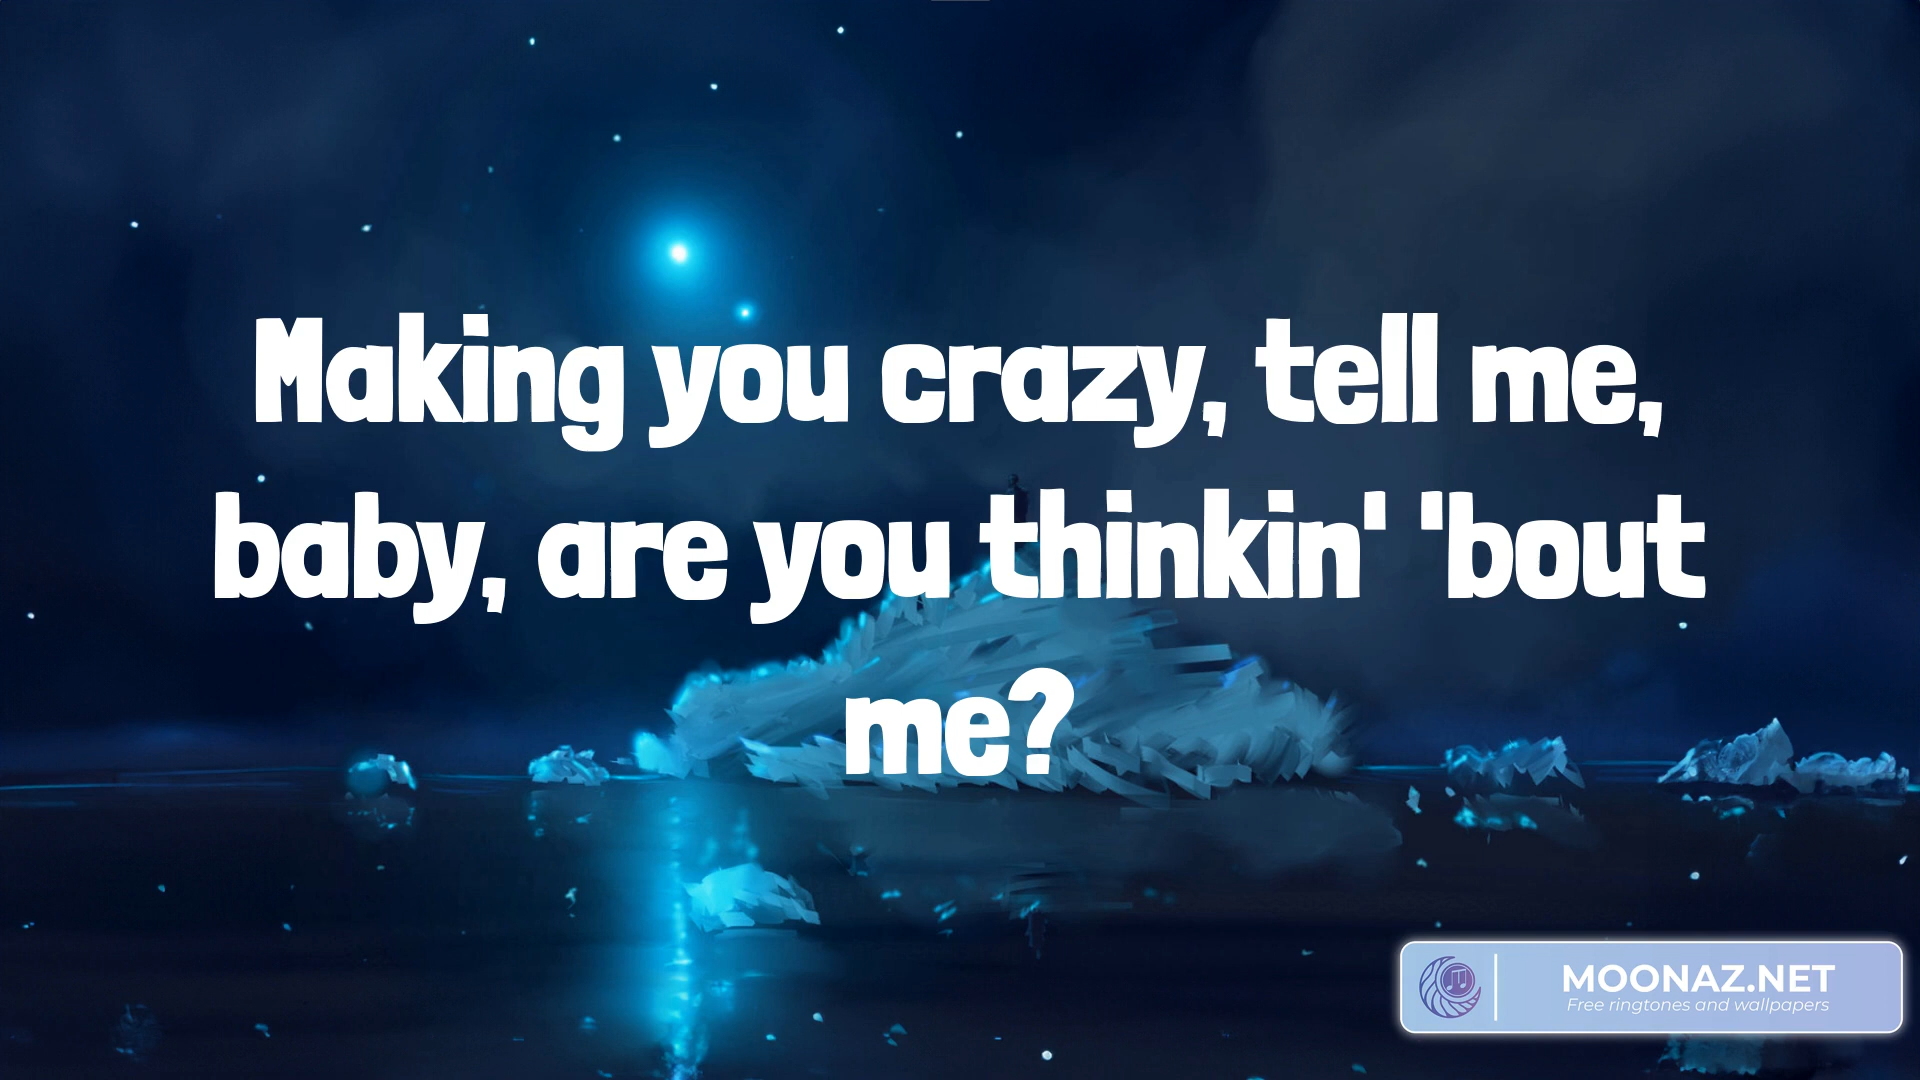 Making you crazy, tell me,
baby, are you thinkin' 'bout
me?
MOONAZ.NET
Free ringtones and wallpapers